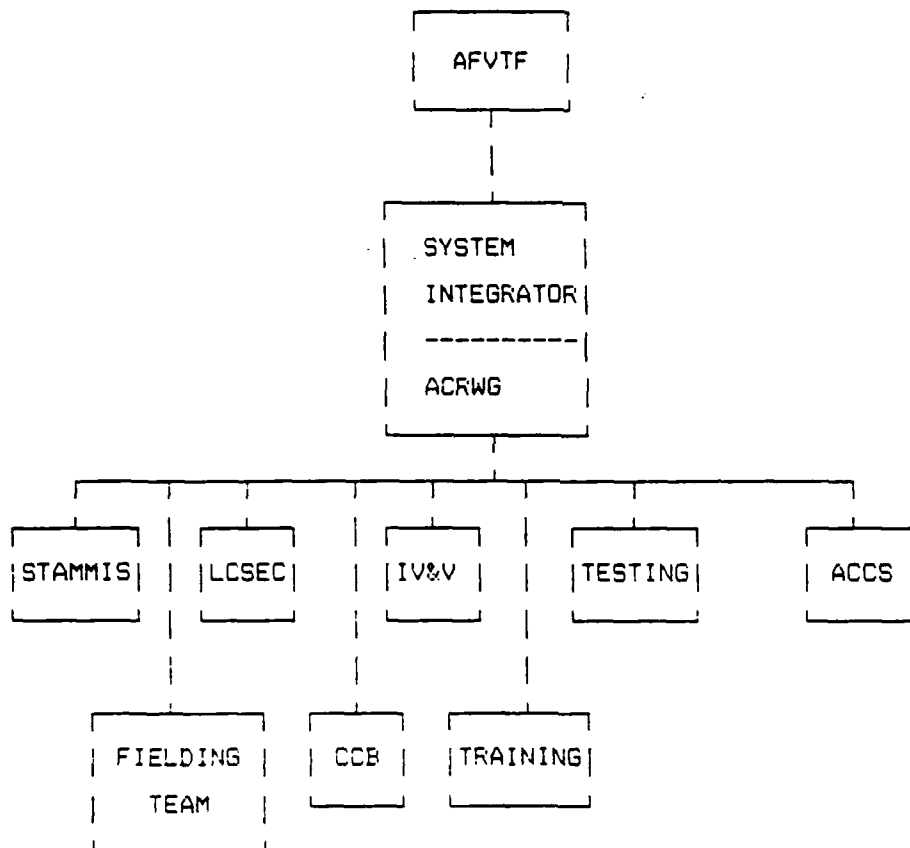 AFVTF
SYSTEM
INTEGRATOR
ACRWG
STAMMIS
LCSEC
IV&V
TESTING
ACCS
FIELDING
TEAM
CCB
TRAINING